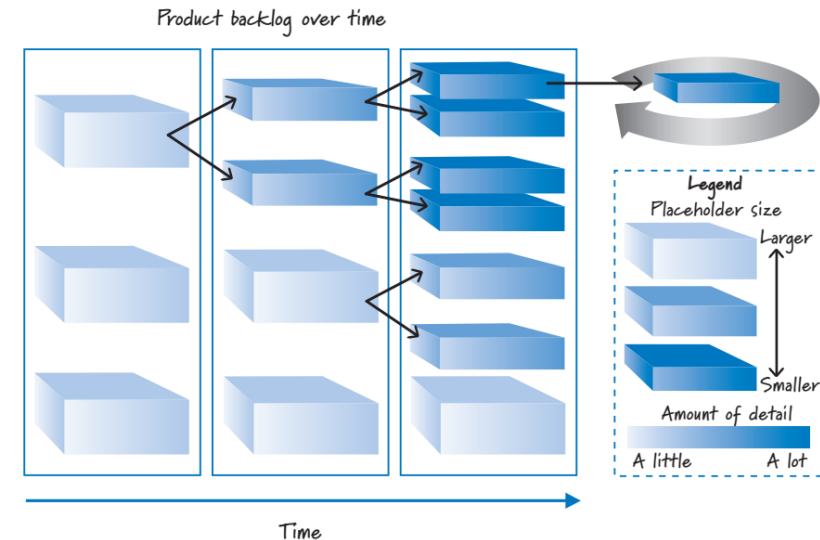 Product backlog over time
Legend
Placeholder size
Larger
Smaller
Amount of detail
A little
A lot
Time